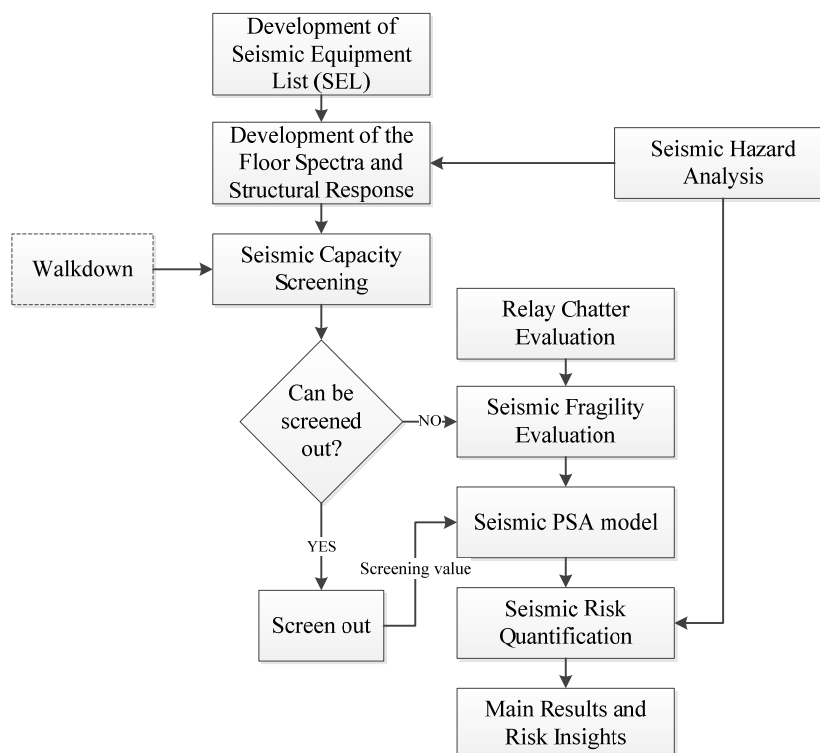 Development of
Seismic Equipment
List (SEL)
Development of the
Floor Spectra and
Structural Response
Seismic Hazard
Analysis
Walkdown
Seismic Capacity
Screening
Relay Chatter
Evaluation
Can be
screened
out?
NO
Seismic Fragility
Evaluation
Seismic PSA model
YES
Screening value
Screen out
Seismic Risk
Quantification
Main Results and
Risk Insights